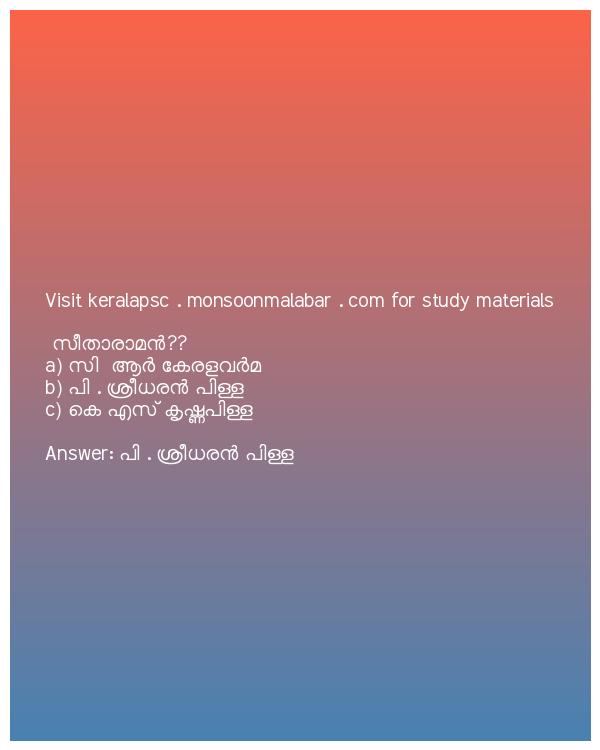 Visit keralapsc . monsoonmalabar . com for study materials
സീതാരാമൻ??
a) സി ആർ കേരളവർമ
b) പി . ശ്രീധരൻ പിള്ള
c) കെ എസ് കൃഷ്ണപിള്ള
Answer: പി . ശ്രീധരൻ പിള്ള